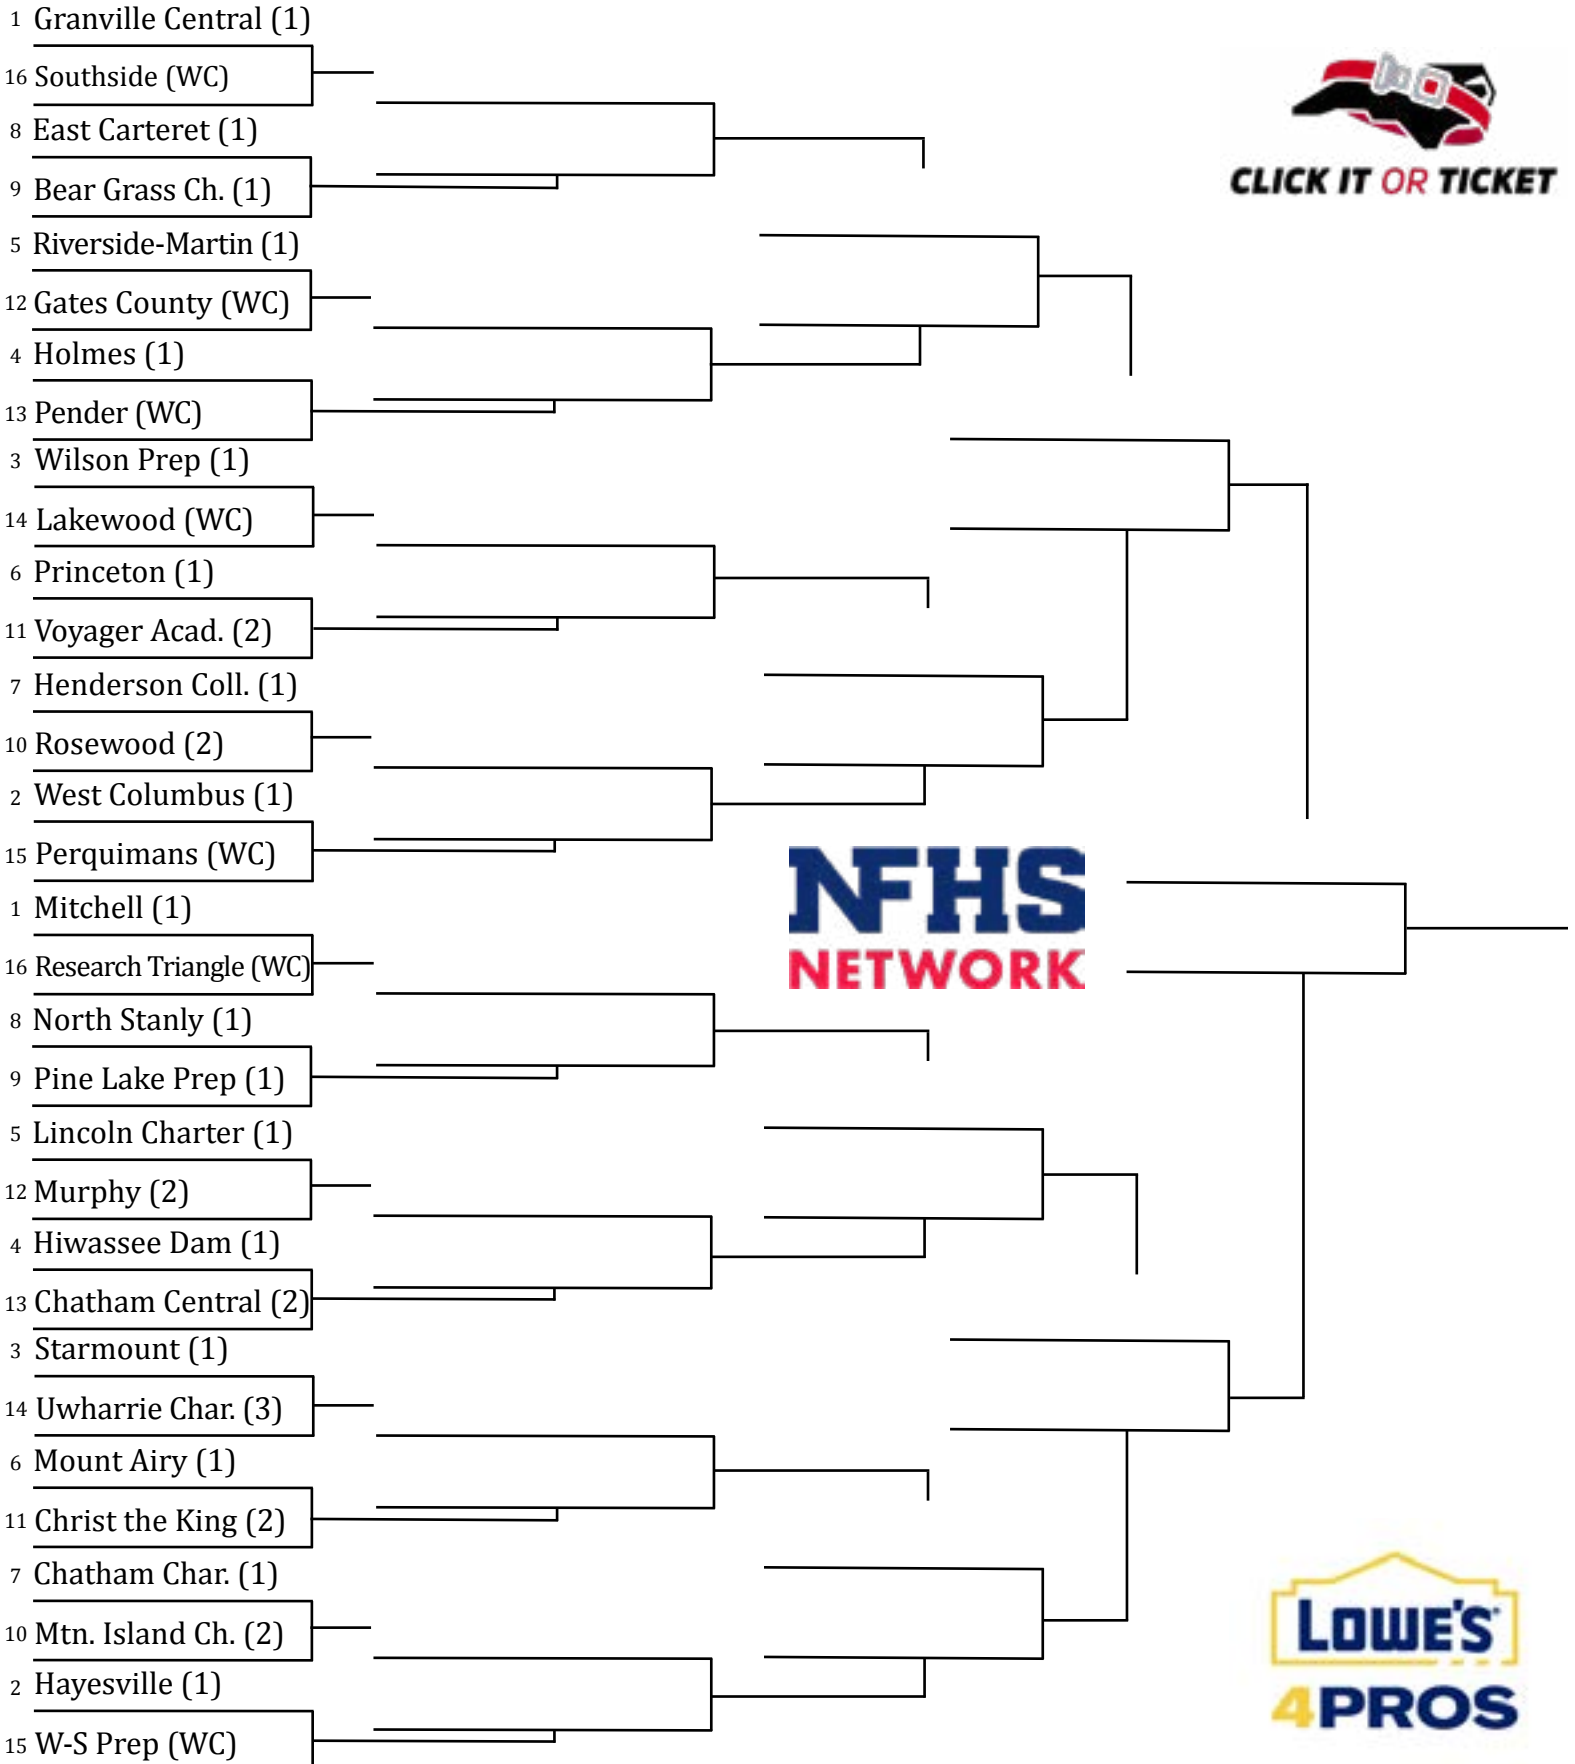 1 Granville Central (1)
16 Southside (WC)
8 East Carteret (1)
9 Bear Grass Ch. (1)
5 Riverside-Martin (1)
12 Gates County (WC)
4 Holmes (1)
13 Pender (WC)
3 Wilson Prep (1)
14 Lakewood (WC)
6 Princeton (1)
11 Voyager Acad. (2)
7 Henderson Coll. (1)
10 Rosewood (2)
2 West Columbus (1)
15 Perquimans (WC)
1 Mitchell (1)
16 Research Triangle (WC)
8 North Stanly (1)
9 Pine Lake Prep (1)
5 Lincoln Charter (1)
12 Murphy (2)
4 Hiwassee Dam (1)
13 Chatham Central (2)
3 Starmount (1)
14 Uwharrie Char. (3)
6 Mount Airy (1)
11 Christ the King (2)
7 Chatham Char. (1)
10 Mtn. Island Ch. (2)
2 Hayesville (1)
15 W-S Prep (WC)
CLICK IT OR TICKET
NFHS
NETWORK
LOWE'S
4PROS